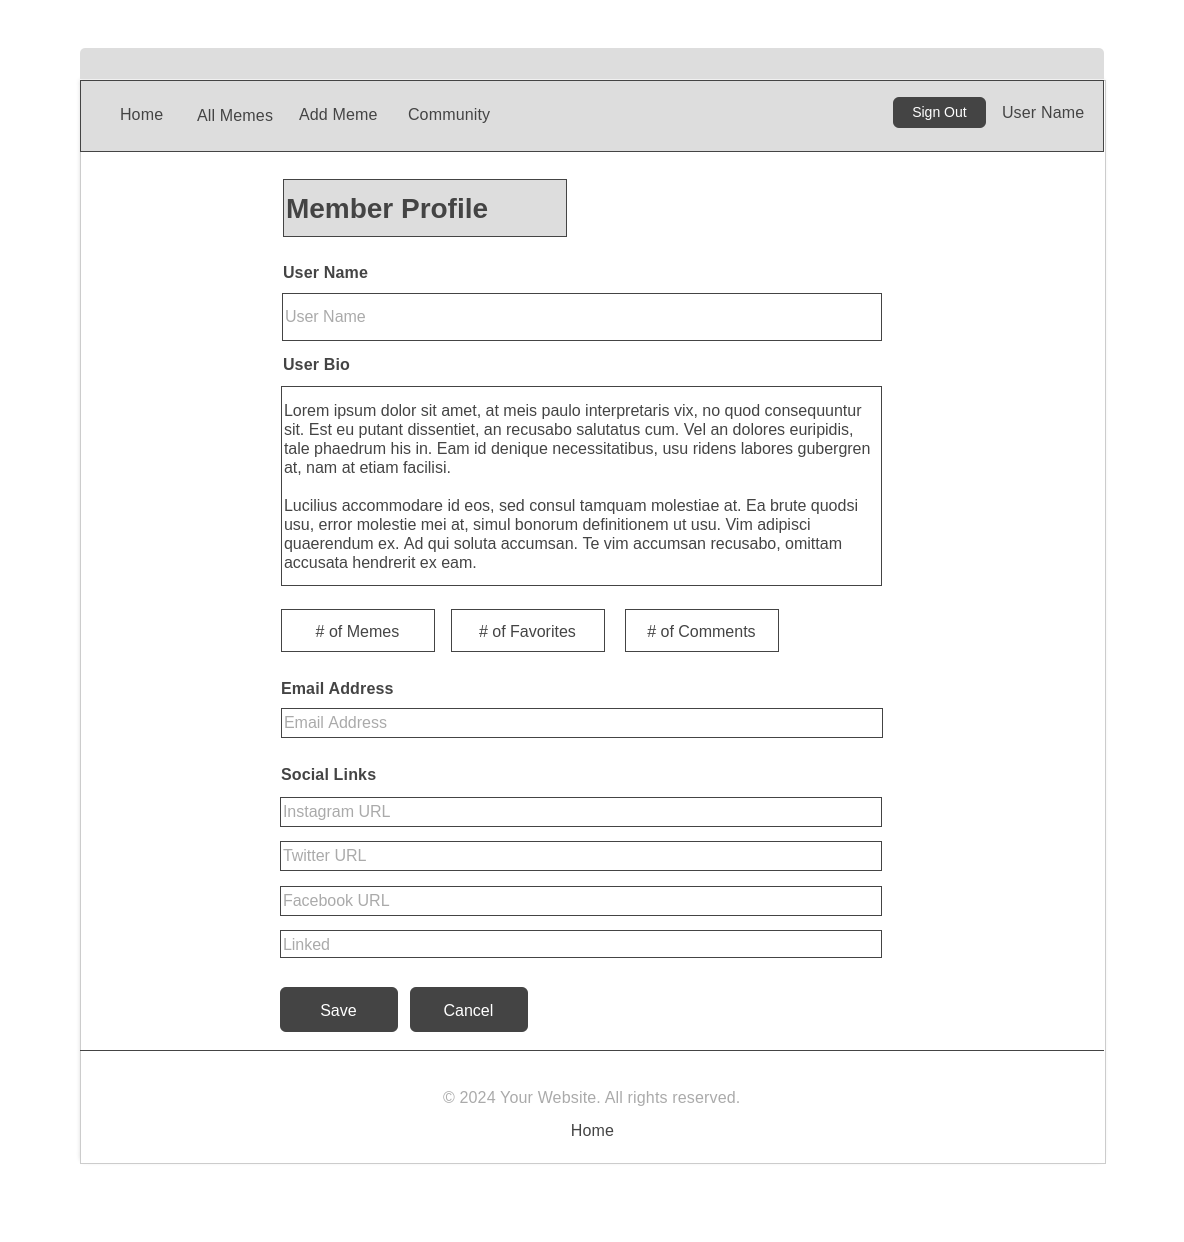 Home All Memes Add Meme Community Sign Out User Name
Member Profile
User Name
User Name
User Bio
Lorem ipsum dolor sit amet, at meis paulo interpretaris vix, no quod consequuntur
sit. Est eu putant dissentiet, an recusabo salutatus cum. Vel an dolores euripidis,
tale phaedrum his in. Eam id denique necessitatibus, usu ridens labores gubergren
at, nam at etiam facilisi.
Lucilius accommodare id eos, sed consul tamquam molestiae at. Ea brute quodsi
usu, error molestie mei at, simul bonorum definitionem ut usu. Vim adipisci
quaerendum ex. Ad qui soluta accumsan. Te vim accumsan recusabo, omittam
accusata hendrerit ex eam.
# of Memes # of Favorites # of Comments
Email Address
Email Address
Social Links
Instagram URL
Twitter URL
Facebook URL
Linked
Save Cancel
© 2024 Your Website. All rights reserved.
Home